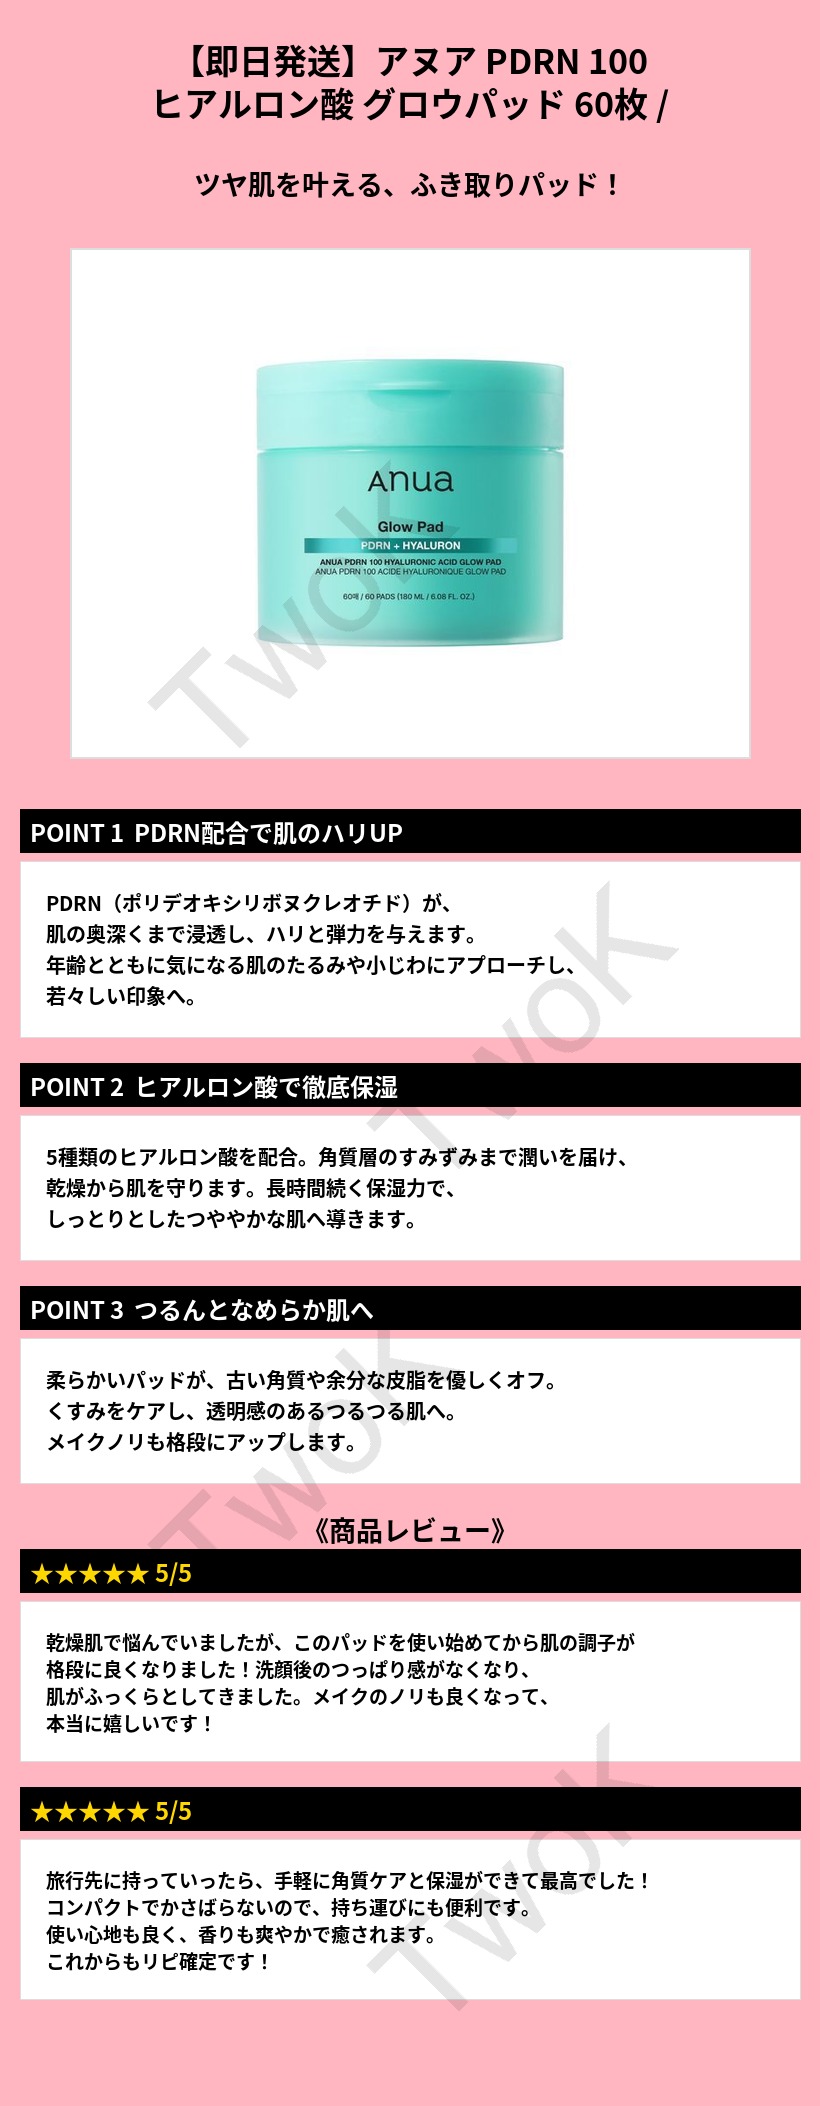 【即日発送】アヌア PDRN 100
ヒアルロン酸 グロウパッド 60枚 /
ツヤ肌を叶える、ふき取りパッド！
Anua
Glow Pad
PDRN + HYALURON
ANUA PDRN 100 HYALURONIC ACID GLOW PAD
ANUA PDRN 100 ACIDE HYALURONIQUE GLOW PAD
60매 / 60 PADS (180 ML / 6.08 FL. OZ.)
TwoK
POINT 1 PDRN配合で肌のハリUP
PDRN（ポリデオキシリボヌクレオチド）が、
肌の奥深くまで浸透し、ハリと弾力を与えます。
年齢とともに気になる肌のたるみや小じわにアプローチし、
若々しい印象へ。
TwoK
POINT 2 ヒアルロン酸で徹底保湿
5種類のヒアルロン酸を配合。角質層のすみずみまで潤いを届け、
乾燥から肌を守ります。長時間続く保湿力で、
しっとりとしたつややかな肌へ導きます。
POINT 3 つるんとなめらか肌へ
柔らかいパッドが、古い角質や余分な皮脂を優しくオフ。
くすみをケアし、透明感のあるつるつる肌へ。
メイクノリも格段にアップします。
TwoK
《商品レビュー》
★★★★★ 5/5
乾燥肌で悩んでいましたが、このパッドを使い始めてから肌の調子が
格段に良くなりました！洗顔後のつっぱり感がなくなり、
肌がふっくらとしてきました。メイクのノリも良くなって、
本当に嬉しいです！
★★★★★ 5/5
旅行先に持っていったら、手軽に角質ケアと保湿ができて最高でした！
コンパクトでかさばらないので、持ち運びにも便利です。
使い心地も良く、香りも爽やかで癒されます。
これからもリピ確定です！
TwoK